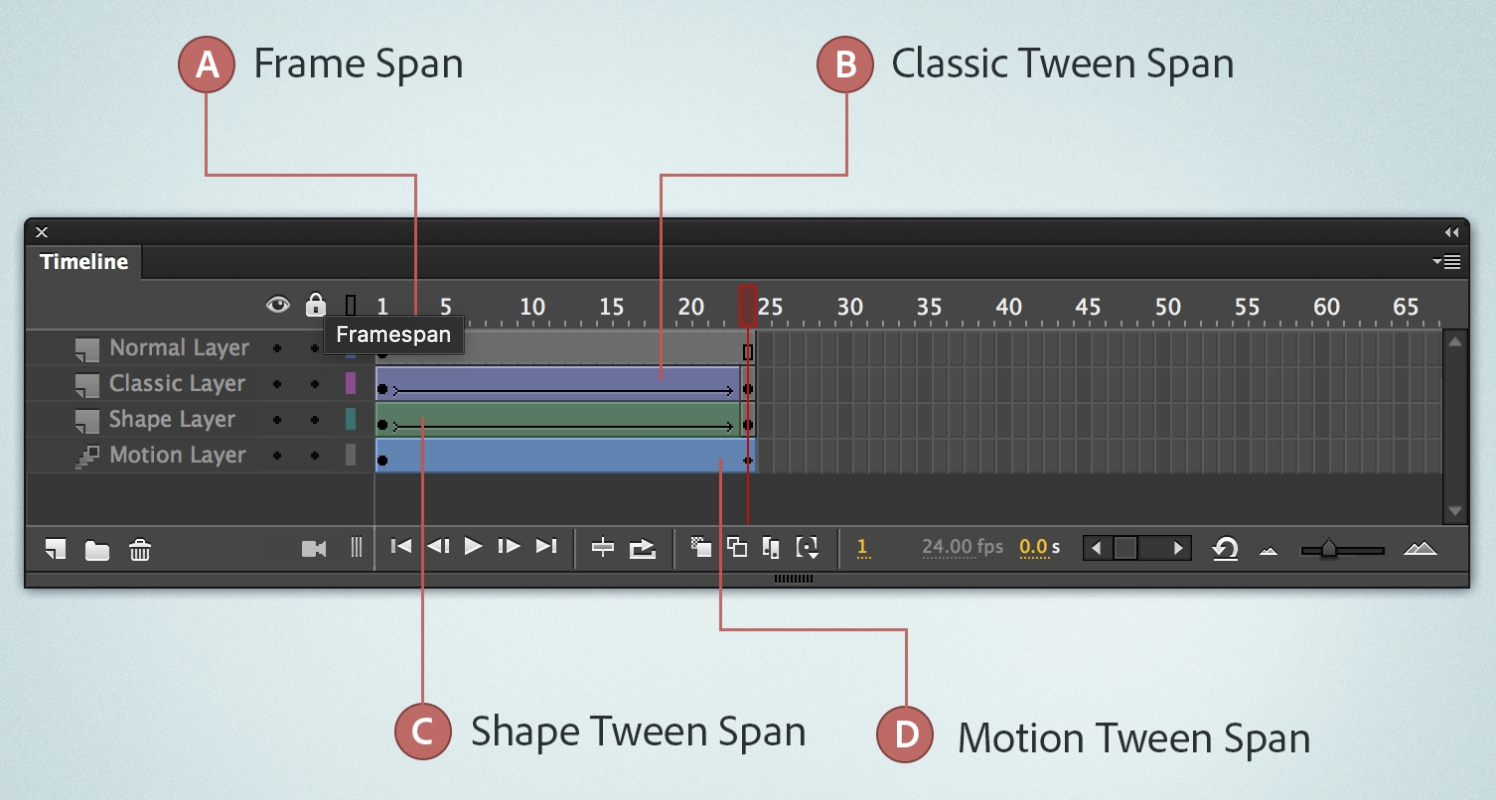 A Frame Span
B Classic Tween Span
Timeline
1 5 10 15 20 25 30 35 40 45 50 55 60 65
Framespan
Normal Layer
Classic Layer
Shape Layer
Motion Layer
1 24.00 fps 0.0 s
C Shape Tween Span
D Motion Tween Span